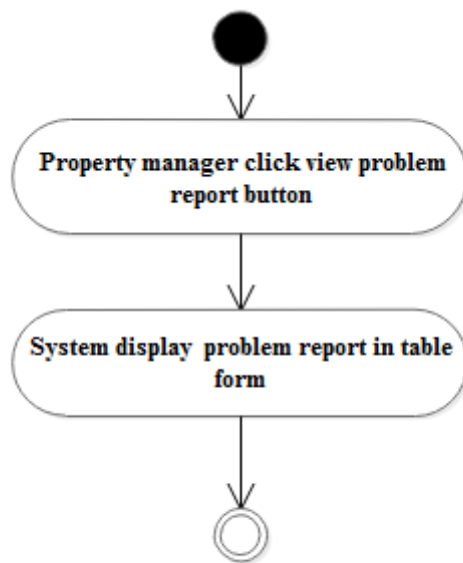 Property manager click view problem
report button
System display problem report in table
form